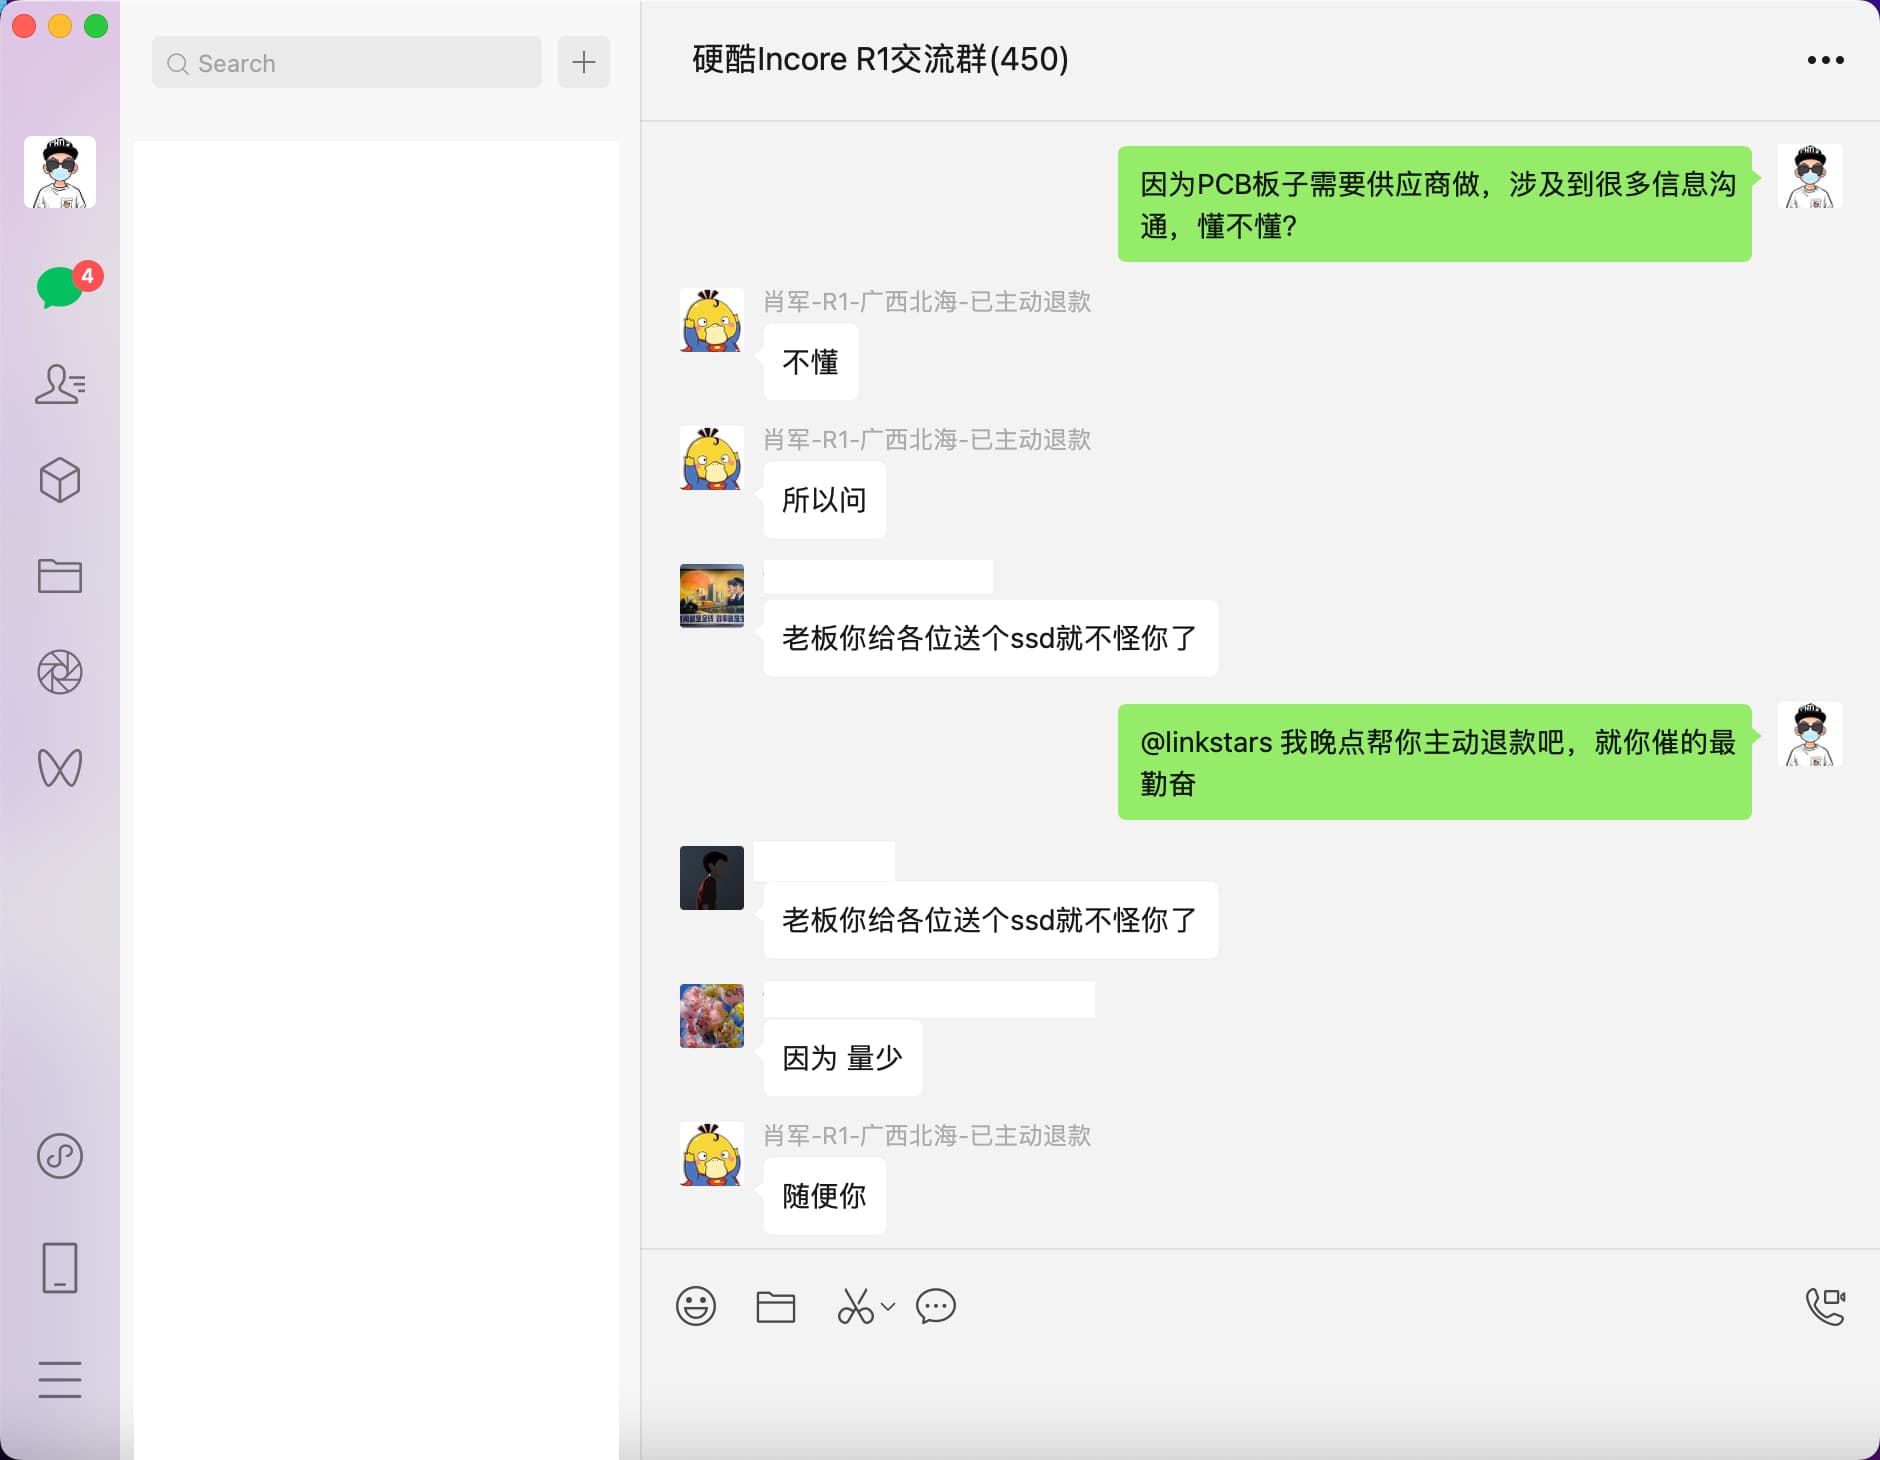 Search
硬酷Incore R1交流群(450)
4
因为PCB板子需要供应商做，涉及到很多信息沟
通，懂不懂?
肖军-R1-广西北海-已主动退款
不懂
肖军-R1-广西北海-已主动退款
所以问
老板你给各位送个ssd就不怪你了
@linkstars 我晚点帮你主动退款吧，就你催的最
勤奋
老板你给各位送个ssd就不怪你了
因为 量少
肖军-R1-广西北海-已主动退款
随便你